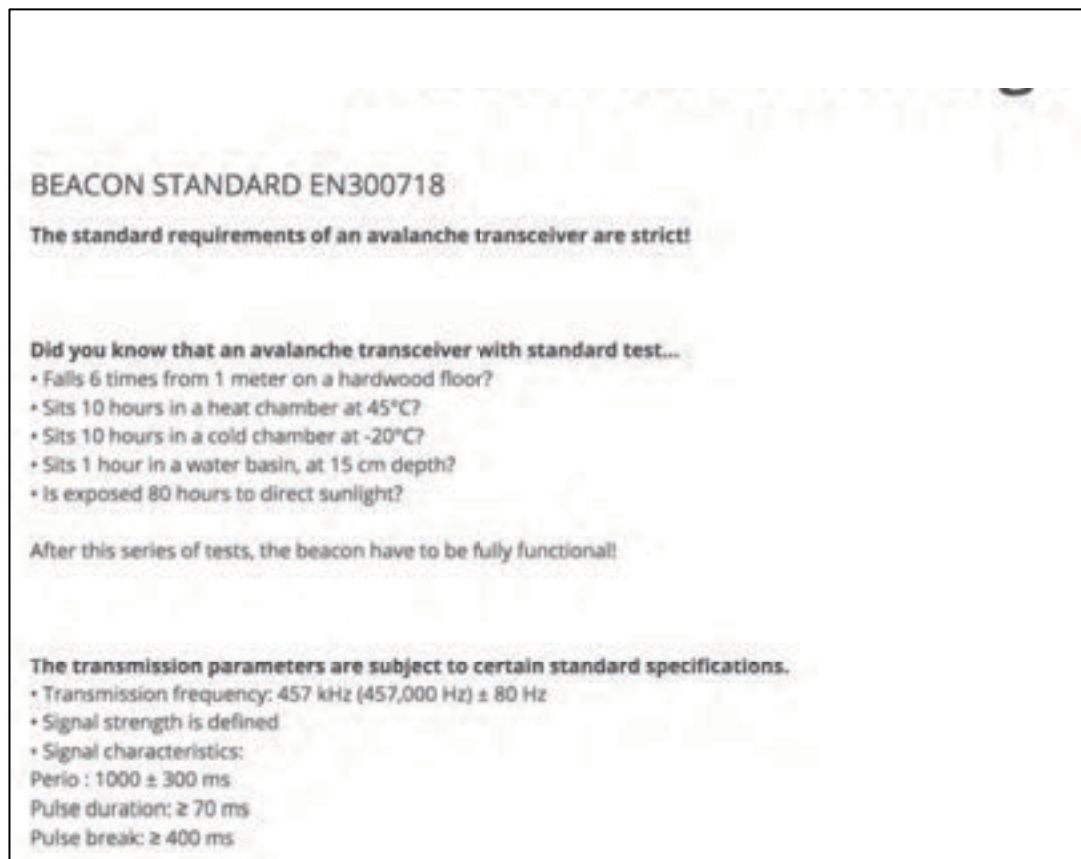 BEACON STANDARD EN300718
The standard requirements of an avalanche transceiver are strict!
Did you know that an avalanche transceiver with standard test...
• Falls 6 times from 1 meter on a hardwood floor?
• Sits 10 hours in a heat chamber at 45°C?
• Sits 10 hours in a cold chamber at -20°C?
• Sits 1 hour in a water basin, at 15 cm depth?
• Is exposed 80 hours to direct sunlight?
After this series of tests, the beacon have to be fully functional!
The transmission parameters are subject to certain standard specifications.
• Transmission frequency: 457 kHz (457,000 Hz) ± 80 Hz
• Signal strength is defined
• Signal characteristics:
Perio : 1000 ± 300 ms
Pulse duration: ≥ 70 ms
Pulse break: ≥ 400 ms